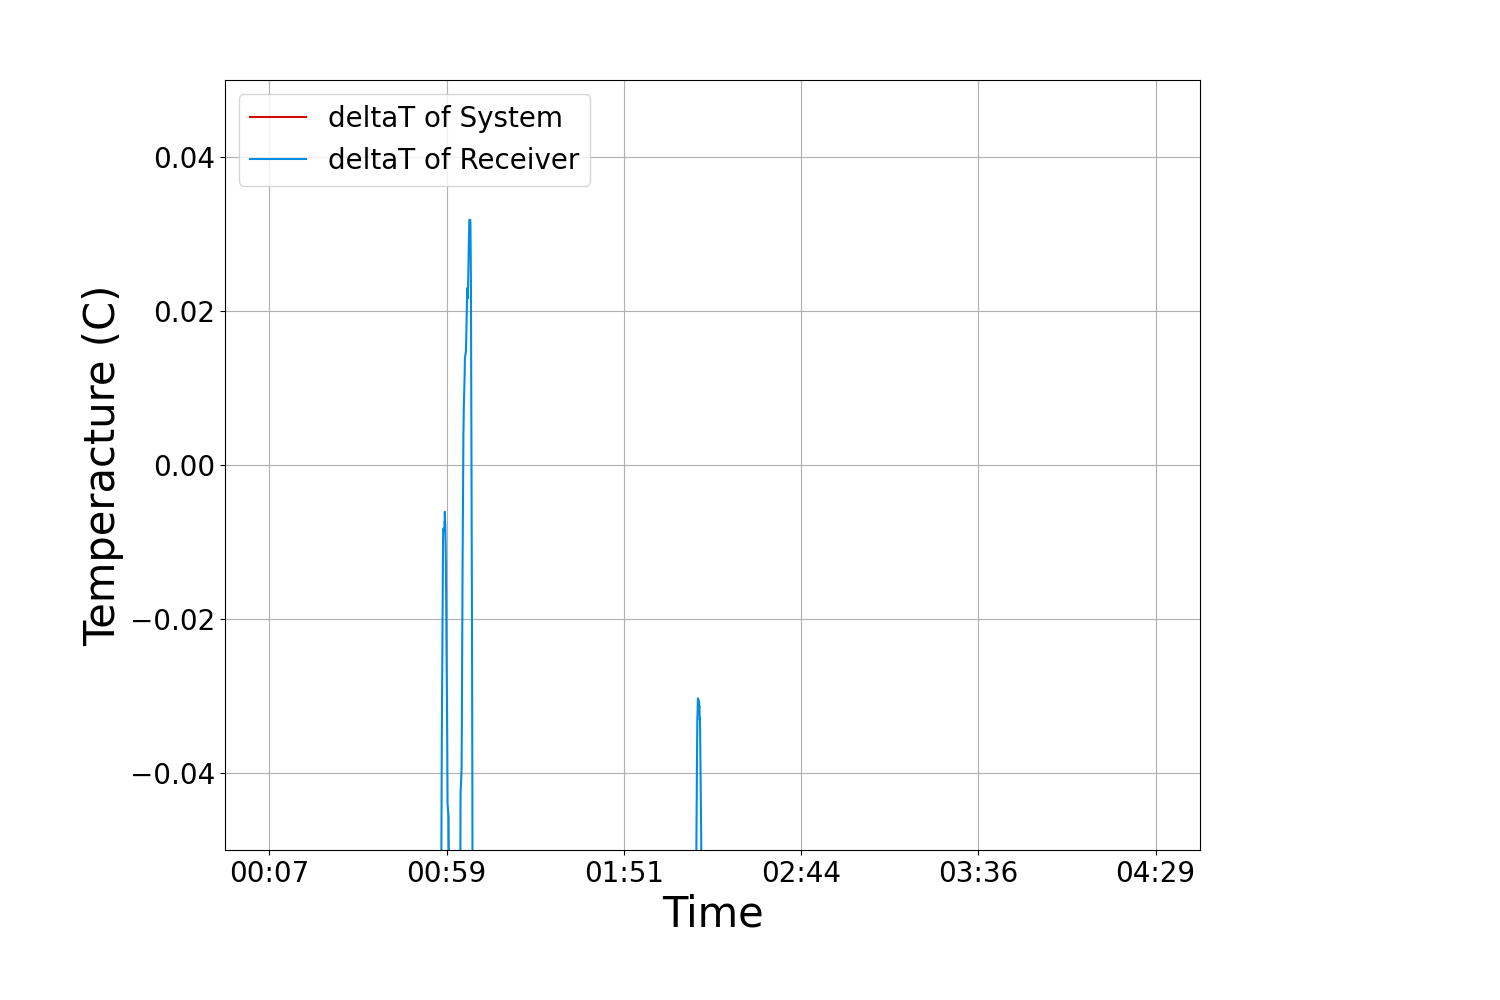 deltaT of System
deltaT of Receiver
0.04
0.02
0.00
−0.02
−0.04
Temperacture (C)
00:07 00:59 01:51 02:44 03:36 04:29
Time